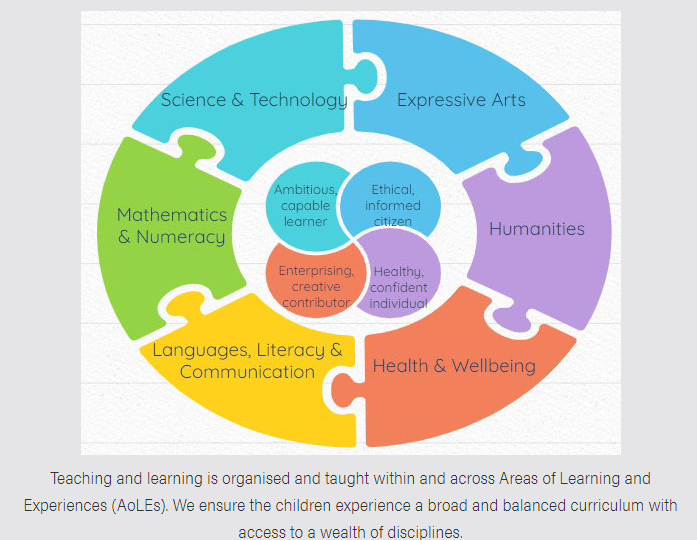 Science & Technology
Expressive Arts
Mathematics
& Numeracy
Humanities
Ambitious,
capable
learner
Ethical,
informed
citizen
Enterprising,
creative
contributor
Healthy,
confident
individual
Languages, Literacy &
Communication
Health & Wellbeing
Teaching and learning is organised and taught within and across Areas of Learning and
Experiences (AoLEs). We ensure the children experience a broad and balanced curriculum with
access to a wealth of disciplines.